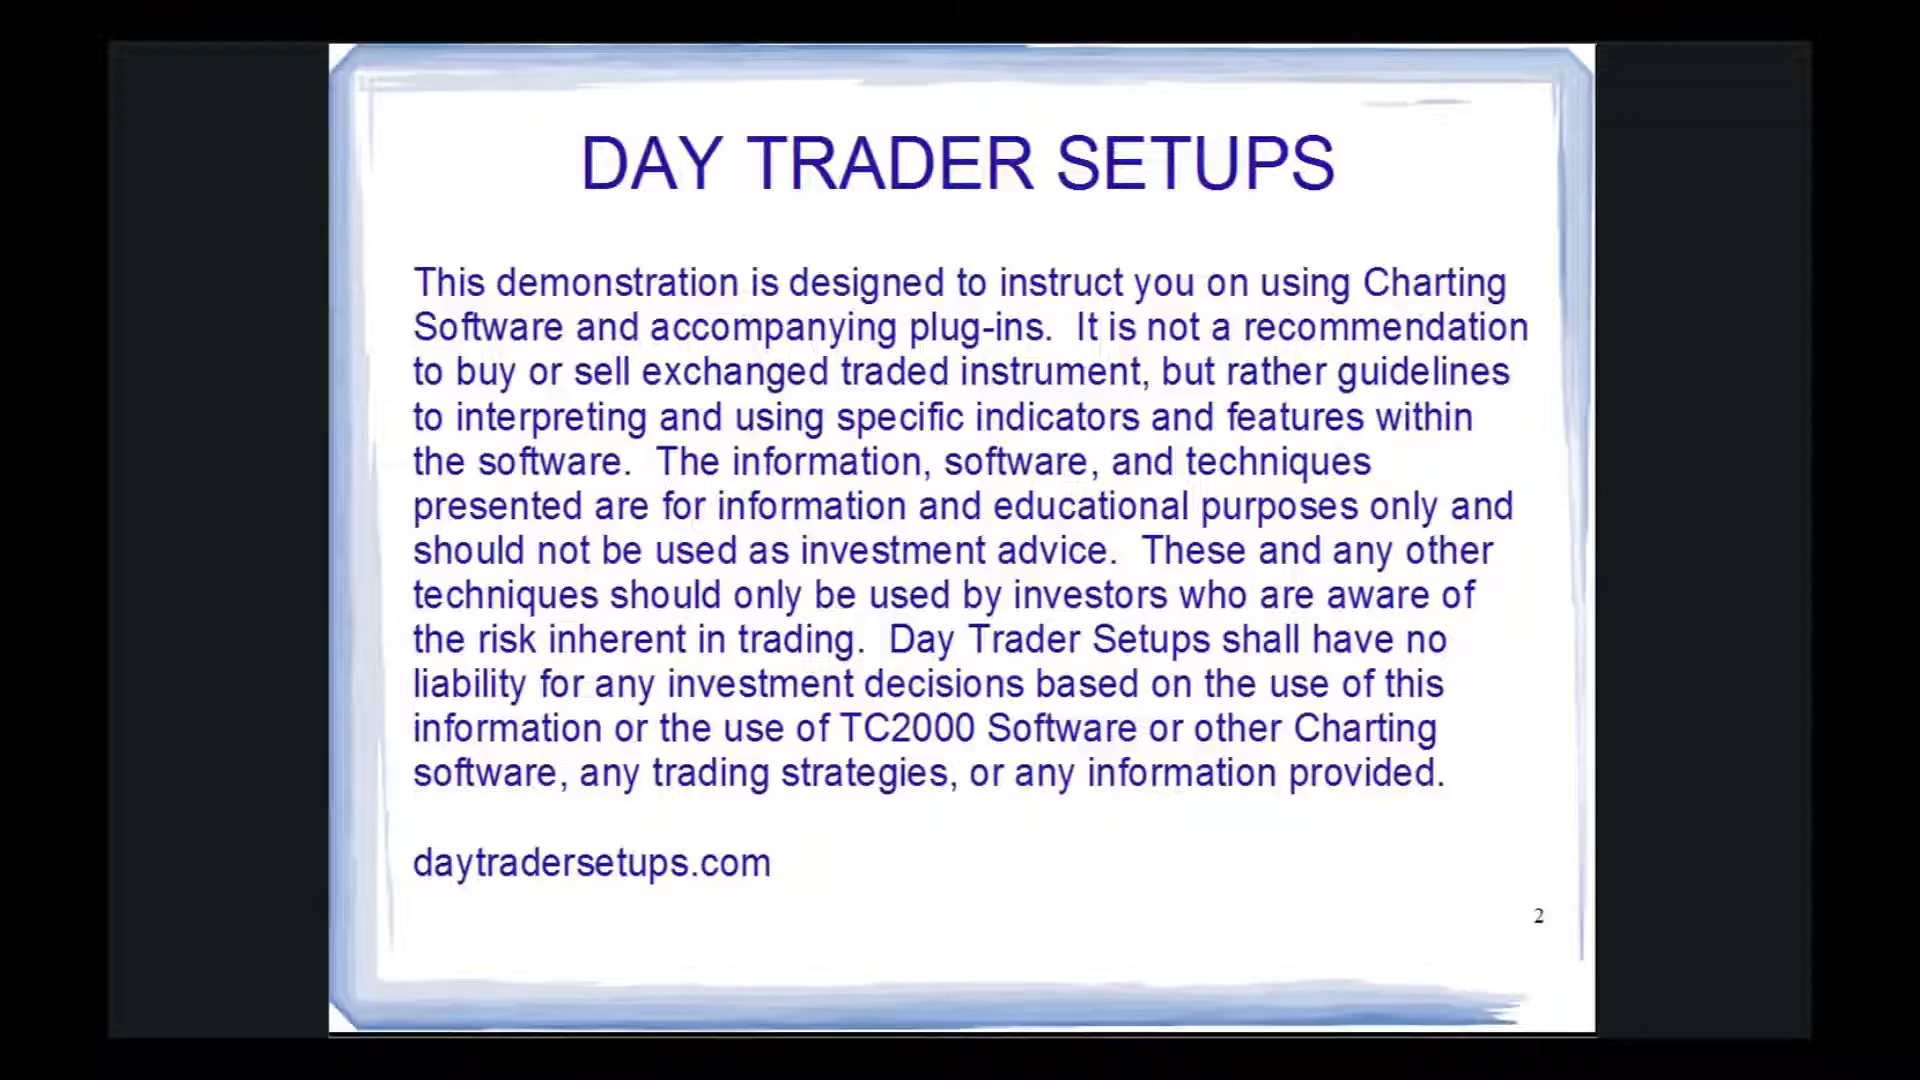 DAY TRADER SETUPS
This demonstration is designed to instruct you on using Charting
Software and accompanying plug-ins.  It is not a recommendation
to buy or sell exchanged traded instrument, but rather guidelines
to interpreting and using specific indicators and features within
the software.  The information, software, and techniques
presented are for information and educational purposes only and
should not be used as investment advice.  These and any other
techniques should only be used by investors who are aware of
the risk inherent in trading.  Day Trader Setups shall have no
liability for any investment decisions based on the use of this
information or the use of TC2000 Software or other Charting
software, any trading strategies, or any information provided.
daytradersetups.com
2